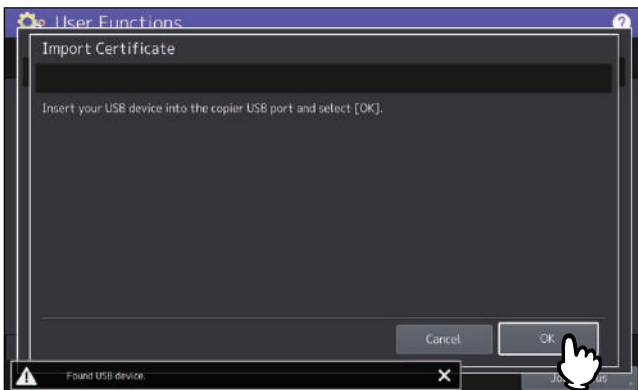 User Functions
?
Import Certificate
Insert your USB device into the copier USB port and select [OK].
Cancel
OK
Found USB device.